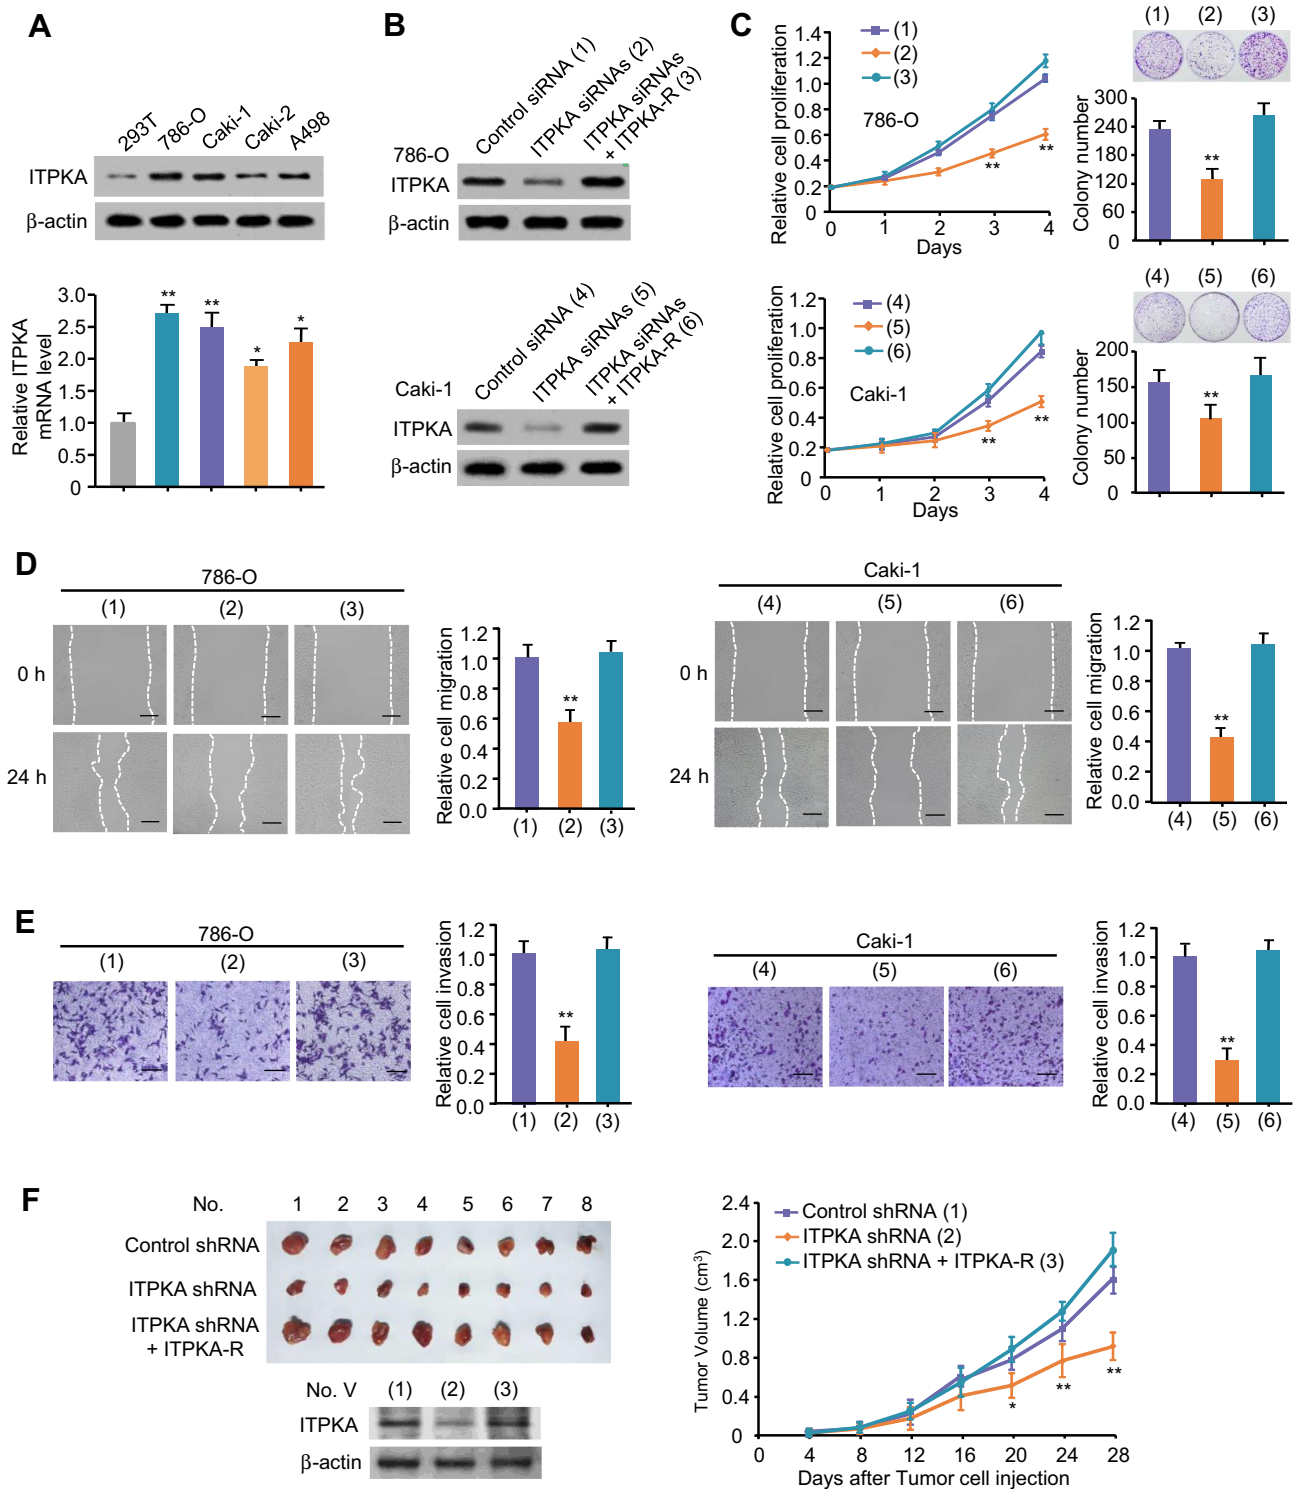 A
293T
786-O
Caki-1
Caki-2
A498
ITPKA
β-actin
Relative ITPKA
mRNA level
3.0
2.5
2.0
1.5
1.0
0.5
0
**
**
*
*
B
Control siRNA (1)
ITPKA siRNAs (2)
ITPKA siRNAs
+ ITPKA-R (3)
786-O
ITPKA
β-actin
Control siRNA (4)
ITPKA siRNAs (5)
ITPKA siRNAs
+ ITPKA-R (6)
Caki-1
ITPKA
β-actin
C
Relative cell proliferation
1.4
1.2
1.0
0.8
0.6
0.4
0.2
0
(1)
(2)
(3)
786-O
**
**
0 1 2 3 4
Days
(1) (2) (3)
Colony number
300
240
180
120
60
0
**
Relative cell proliferation
1.2
1.0
0.8
0.6
0.4
0.2
0
(4)
(5)
(6)
Caki-1
**
**
0 1 2 3 4
Days
(4) (5) (6)
Colony number
200
150
100
50
0
**
D
786-O
(1) (2) (3)
0 h
24 h
Relative cell migration
1.2
1.0
0.8
0.6
0.4
0.2
0.0
**
(1) (2) (3)
Caki-1
(4) (5) (6)
0 h
24 h
Relative cell migration
1.2
1.0
0.8
0.6
0.4
0.2
0.0
**
(4) (5) (6)
E
786-O
(1) (2) (3)
Relative cell invasion
1.2
1.0
0.8
0.6
0.4
0.2
0.0
**
(1) (2) (3)
Caki-1
(4) (5) (6)
Relative cell invasion
1.2
1.0
0.8
0.6
0.4
0.2
0.0
**
(4) (5) (6)
F
No. 1 2 3 4 5 6 7 8
Control shRNA
ITPKA shRNA
ITPKA shRNA
+ ITPKA-R
No. V (1) (2) (3)
ITPKA
β-actin
Tumor Volume (cm³)
2.4
2.0
1.6
1.2
0.8
0.4
0
Control shRNA (1)
ITPKA shRNA (2)
ITPKA shRNA + ITPKA-R (3)
*
**
**
0 4 8 12 16 20 24 28
Days after Tumor cell injection